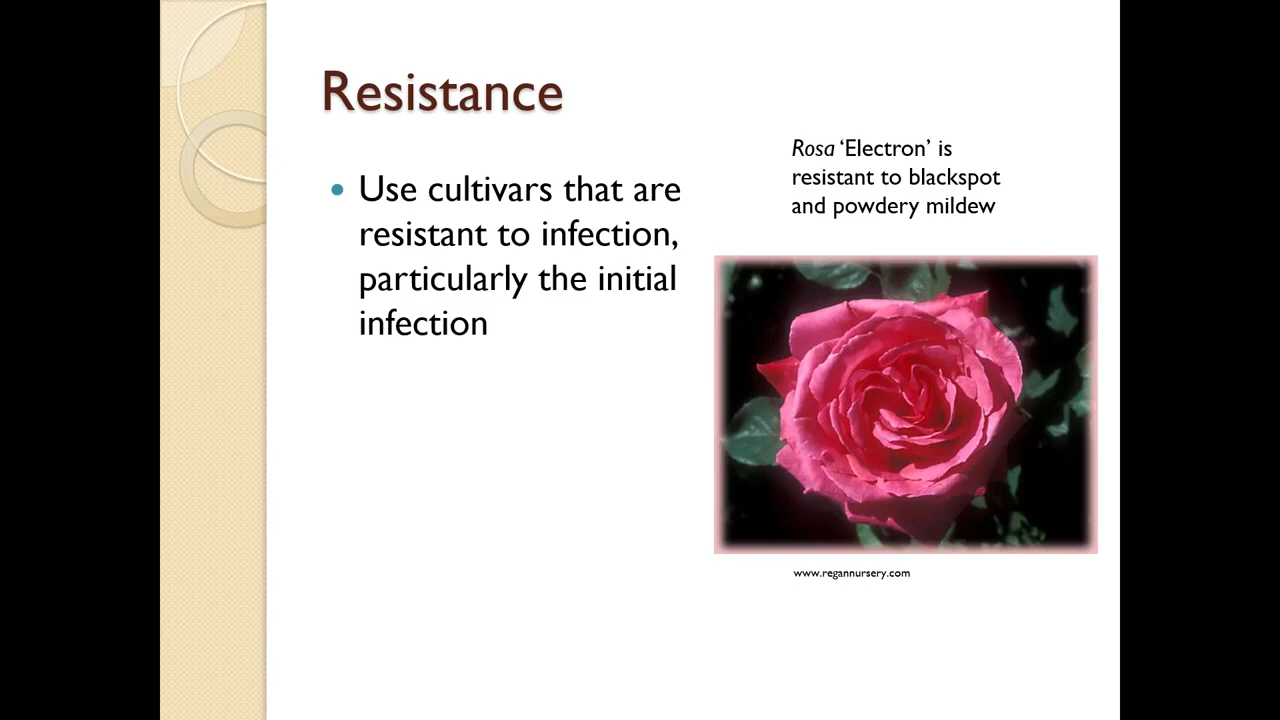 Resistance
Use cultivars that are
resistant to infection,
particularly the initial
infection
Rosa ‘Electron’ is
resistant to blackspot
and powdery mildew
www.regannursery.com